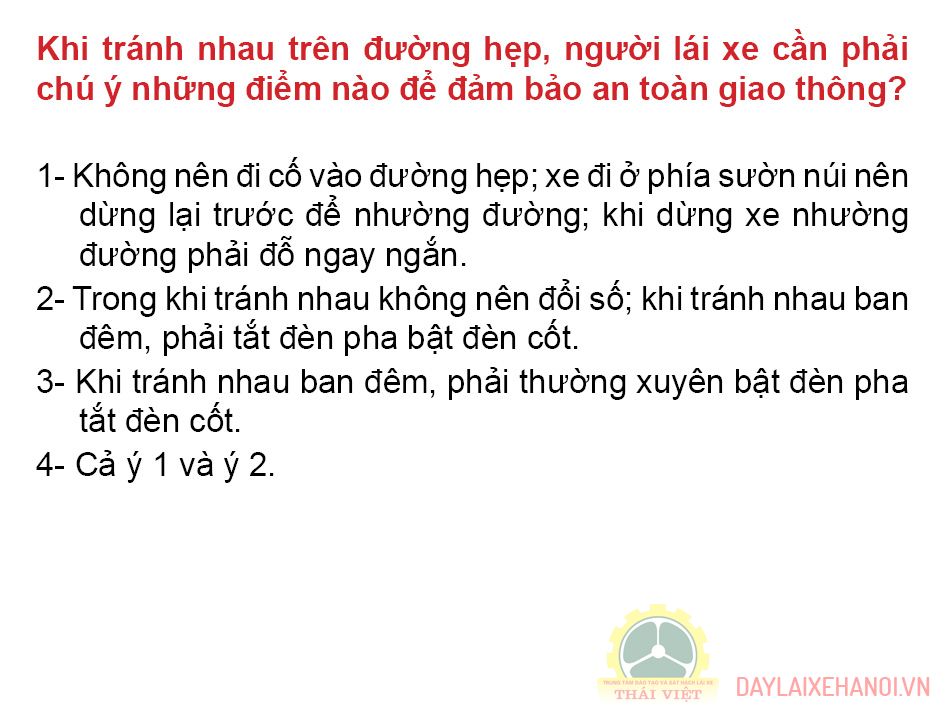 Khi tránh nhau trên đường hẹp, người lái xe cần phải
chú ý những điểm nào để đảm bảo an toàn giao thông?
1- Không nên đi cố vào đường hẹp; xe đi ở phía sườn núi nên
dừng lại trước để nhường đường; khi dừng xe nhường
đường phải đỗ ngay ngắn.
2- Trong khi tránh nhau không nên đổi số; khi tránh nhau ban
đêm, phải tắt đèn pha bật đèn cốt.
3- Khi tránh nhau ban đêm, phải thường xuyên bật đèn pha
tắt đèn cốt.
4- Cả ý 1 và ý 2.
TRUNG TÂM ĐÀO TẠO VÀ SÁT HẠCH LÁI XE
THÁI VIỆT
DAYLAIXEHANOI.VN